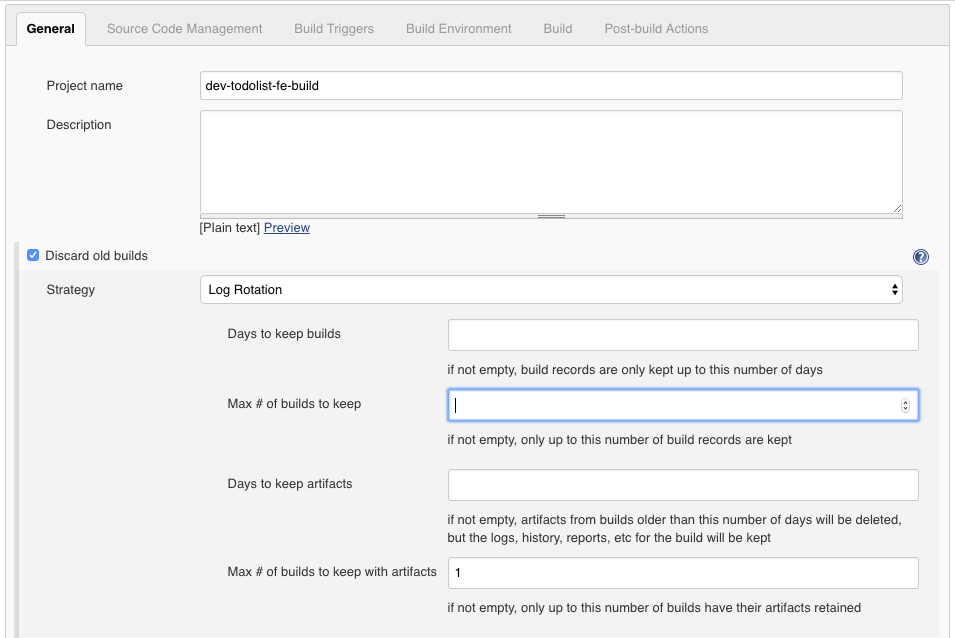 General Source Code Management Build Triggers Build Environment Build Post-build Actions
Project name dev-todolist-fe-build
Description
[Plain text] Preview
Discard old builds ?
Strategy Log Rotation
Days to keep builds
if not empty, build records are only kept up to this number of days
Max # of builds to keep
if not empty, only up to this number of build records are kept
Days to keep artifacts
if not empty, artifacts from builds older than this number of days will be deleted,
but the logs, history, reports, etc for the build will be kept
Max # of builds to keep with artifacts 1
if not empty, only up to this number of builds have their artifacts retained